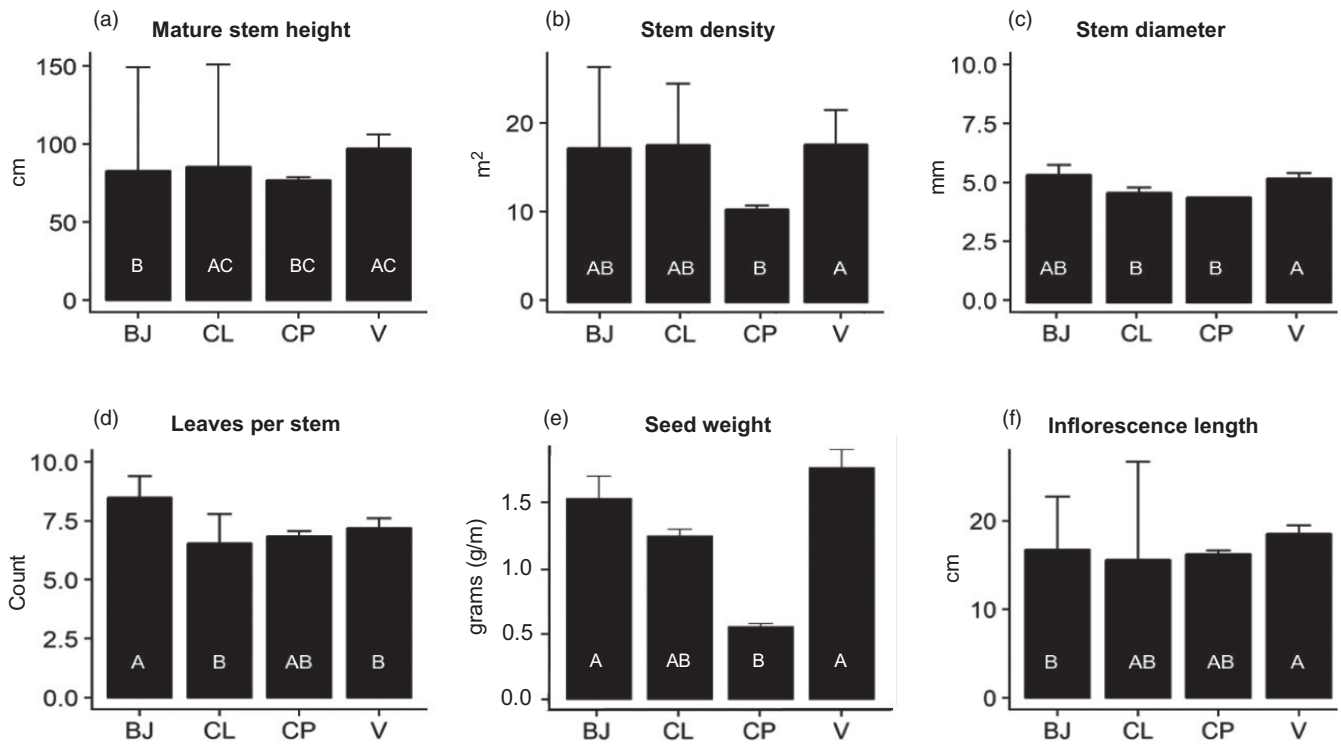 (a)
Mature stem height
150
100
50
0
cm
B
AC
BC
AC
BJ
CL
CP
V
(b)
Stem density
20
10
0
m²
AB
AB
B
A
BJ
CL
CP
V
(c)
Stem diameter
10.0
7.5
5.0
2.5
0.0
mm
AB
B
B
A
BJ
CL
CP
V
(d)
Leaves per stem
10.0
7.5
5.0
2.5
0.0
Count
A
B
AB
B
BJ
CL
CP
V
(e)
Seed weight
1.5
1.0
0.5
0.0
grams (g/m)
A
AB
B
A
BJ
CL
CP
V
(f)
Inflorescence length
20
10
0
cm
B
AB
AB
A
BJ
CL
CP
V